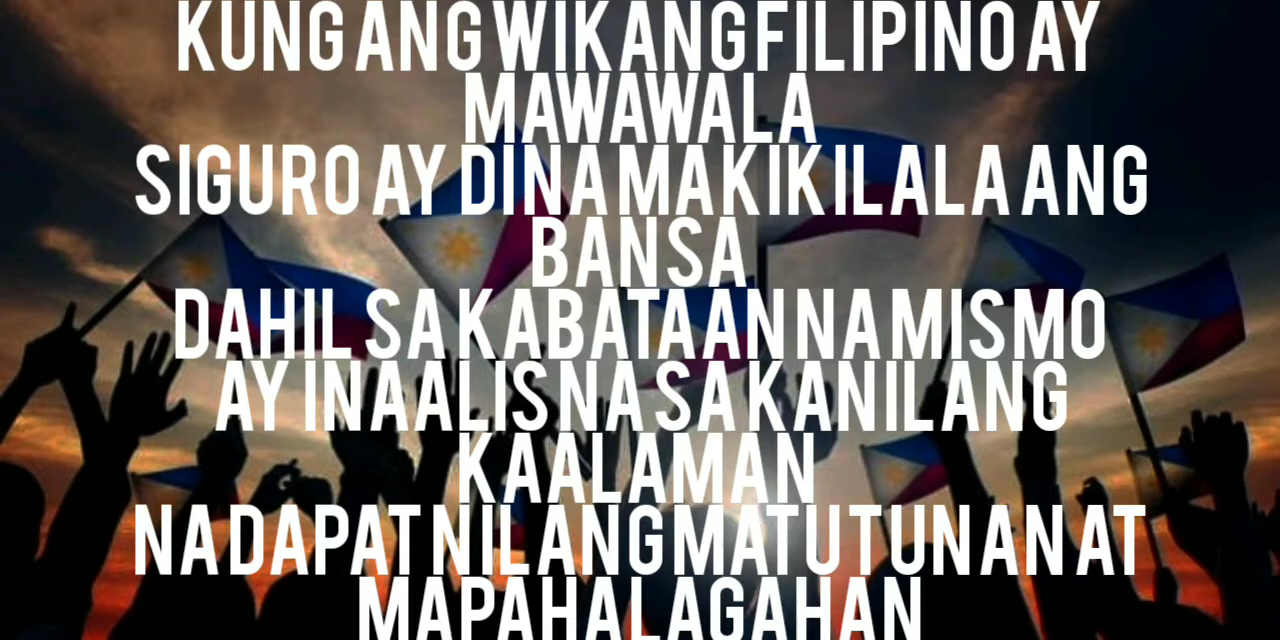 KUNG ANG WIKANG FILIPINO AY
MAWAWALA
SIGURO AY DI NA MAKIKILALA ANG
BANSA
DAHIL SA KABATAAN NA MISMO
AY INAALIS NA SA KANILANG
KAALAMAN
NA DAPAT NILANG MATUTUNAN AT
MAPAHALAGAHAN